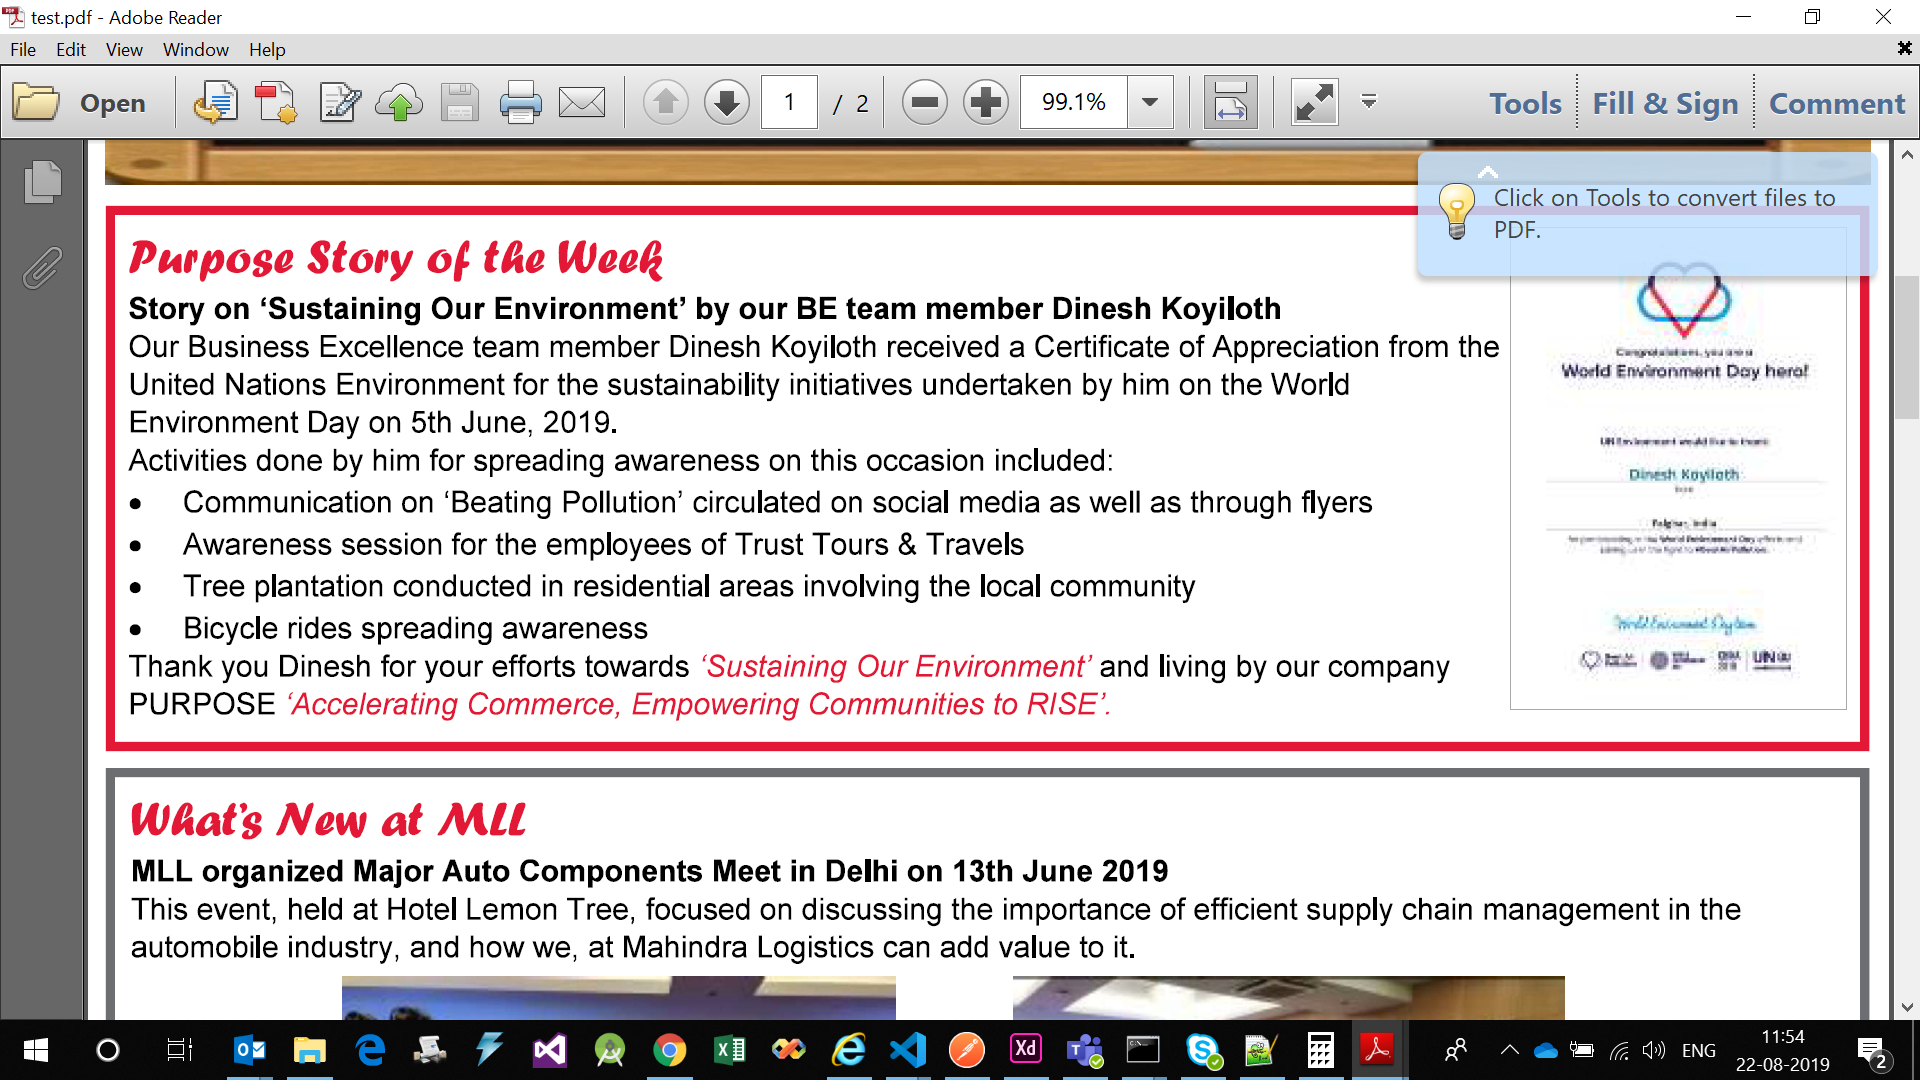 test.pdf - Adobe Reader
File Edit View Window Help
Open 1 / 2 99.1% Tools Fill & Sign Comment
Click on Tools to convert files to
PDF.
Purpose Story of the Week
Story on ‘Sustaining Our Environment’ by our BE team member Dinesh Koyiloth
Our Business Excellence team member Dinesh Koyiloth received a Certificate of Appreciation from the
United Nations Environment for the sustainability initiatives undertaken by him on the World
Environment Day on 5th June, 2019.
Activities done by him for spreading awareness on this occasion included:
• Communication on ‘Beating Pollution’ circulated on social media as well as through flyers
• Awareness session for the employees of Trust Tours & Travels
• Tree plantation conducted in residential areas involving the local community
• Bicycle rides spreading awareness
Thank you Dinesh for your efforts towards ‘Sustaining Our Environment’ and living by our company
PURPOSE ‘Accelerating Commerce, Empowering Communities to RISE’.
Congratulations, you are a
World Environment Day hero!
UN Environment would like to thank
Dinesh Koyiloth
from
Palghar, India
What's New at MLL
MLL organized Major Auto Components Meet in Delhi on 13th June 2019
This event, held at Hotel Lemon Tree, focused on discussing the importance of efficient supply chain management in the
automobile industry, and how we, at Mahindra Logistics can add value to it.
Xd
ENG
11:54
22-08-2019
2